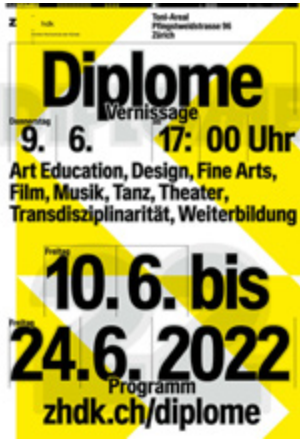 z hdk
Toni-Areal
Pfingstweidstrasse 96
Zürich
Diplome
Vernissage
Donnerstag
9. 6. 17: 00 Uhr
Art Education, Design, Fine Arts,
Film, Musik, Tanz, Theater,
Transdisziplinarität, Weiterbildung
Freitag
10. 6. bis
Freitag
24. 6. 2022
Programm
zhdk.ch/diplome